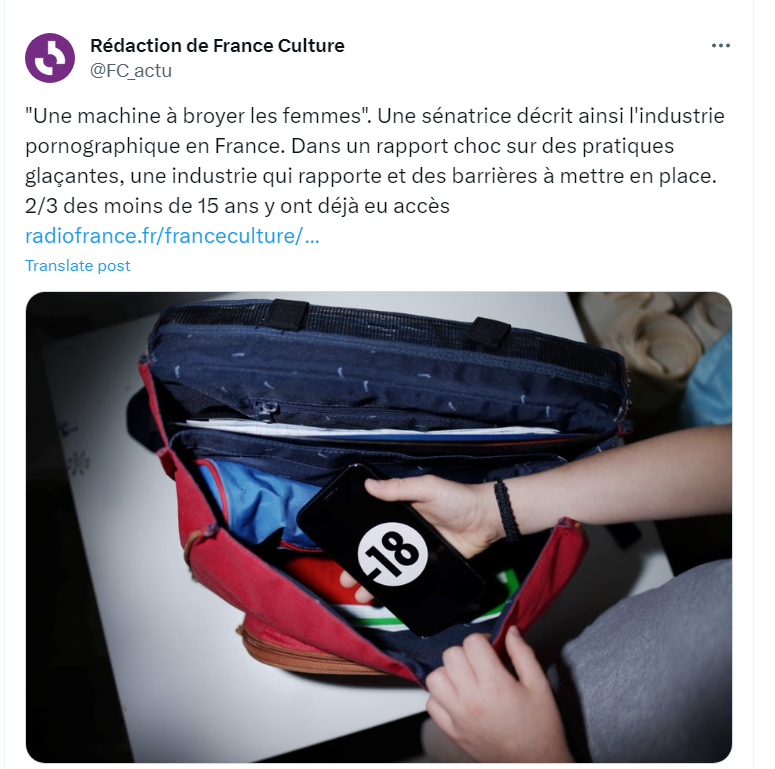 Rédaction de France Culture
@FC_actu
"Une machine à broyer les femmes". Une sénatrice décrit ainsi l'industrie
pornographique en France. Dans un rapport choc sur des pratiques
glaçantes, une industrie qui rapporte et des barrières à mettre en place.
2/3 des moins de 15 ans y ont déjà eu accès
radiofrance.fr/franceculture/...
Translate post
-18